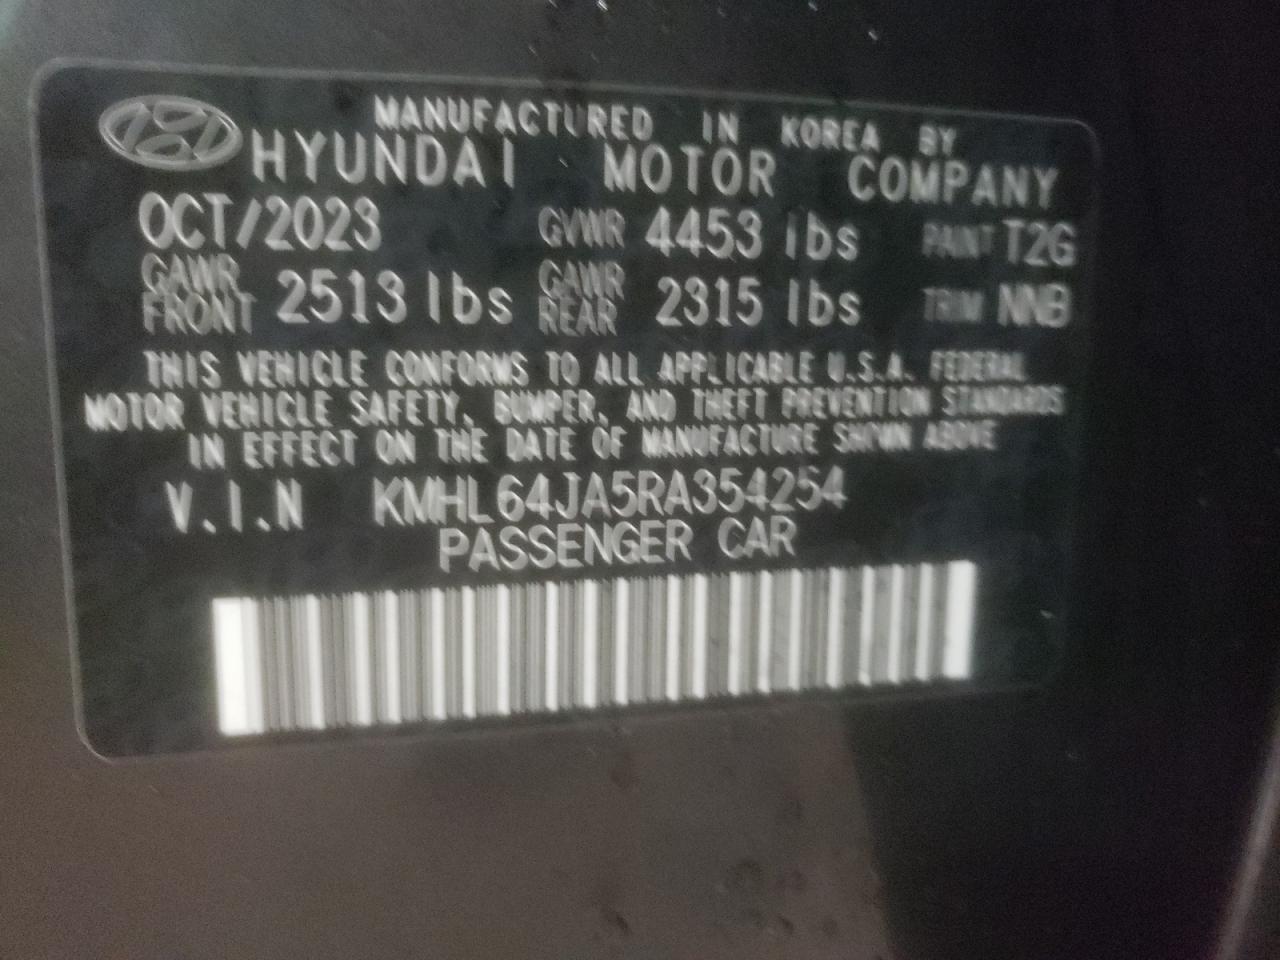 MANUFACTURED IN KOREA BY
HYUNDAI MOTOR COMPANY
OCT/2023 GVWR 4453 lbs PAINT T2G
GAWR FRONT 2513 lbs GAWR REAR 2315 lbs TRIM NNB
THIS VEHICLE CONFORMS TO ALL APPLICABLE U.S.A. FEDERAL
MOTOR VEHICLE SAFETY, BUMPER, AND THEFT PREVENTION STANDARDS
IN EFFECT ON THE DATE OF MANUFACTURE SHOWN ABOVE
V.I.N KMHL64JA5RA354254
PASSENGER CAR